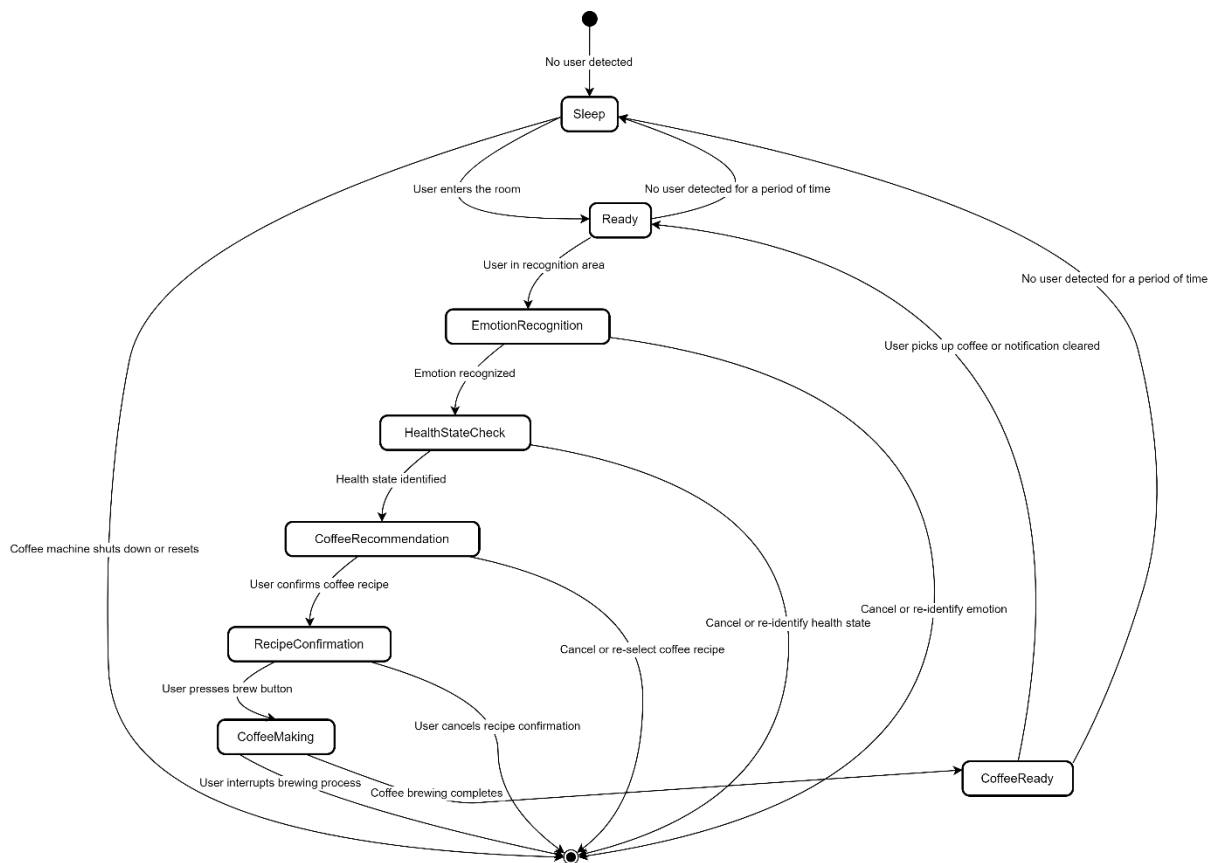 No user detected
Sleep
User enters the room
No user detected for a period of time
Ready
User in recognition area
No user detected for a period of time
EmotionRecognition
User picks up coffee or notification cleared
Emotion recognized
HealthStateCheck
Health state identified
CoffeeRecommendation
Coffee machine shuts down or resets
User confirms coffee recipe
Cancel or re-identify emotion
Cancel or re-identify health state
RecipeConfirmation
Cancel or re-select coffee recipe
User presses brew button
User cancels recipe confirmation
CoffeeMaking
CoffeeReady
User interrupts brewing process
Coffee brewing completes